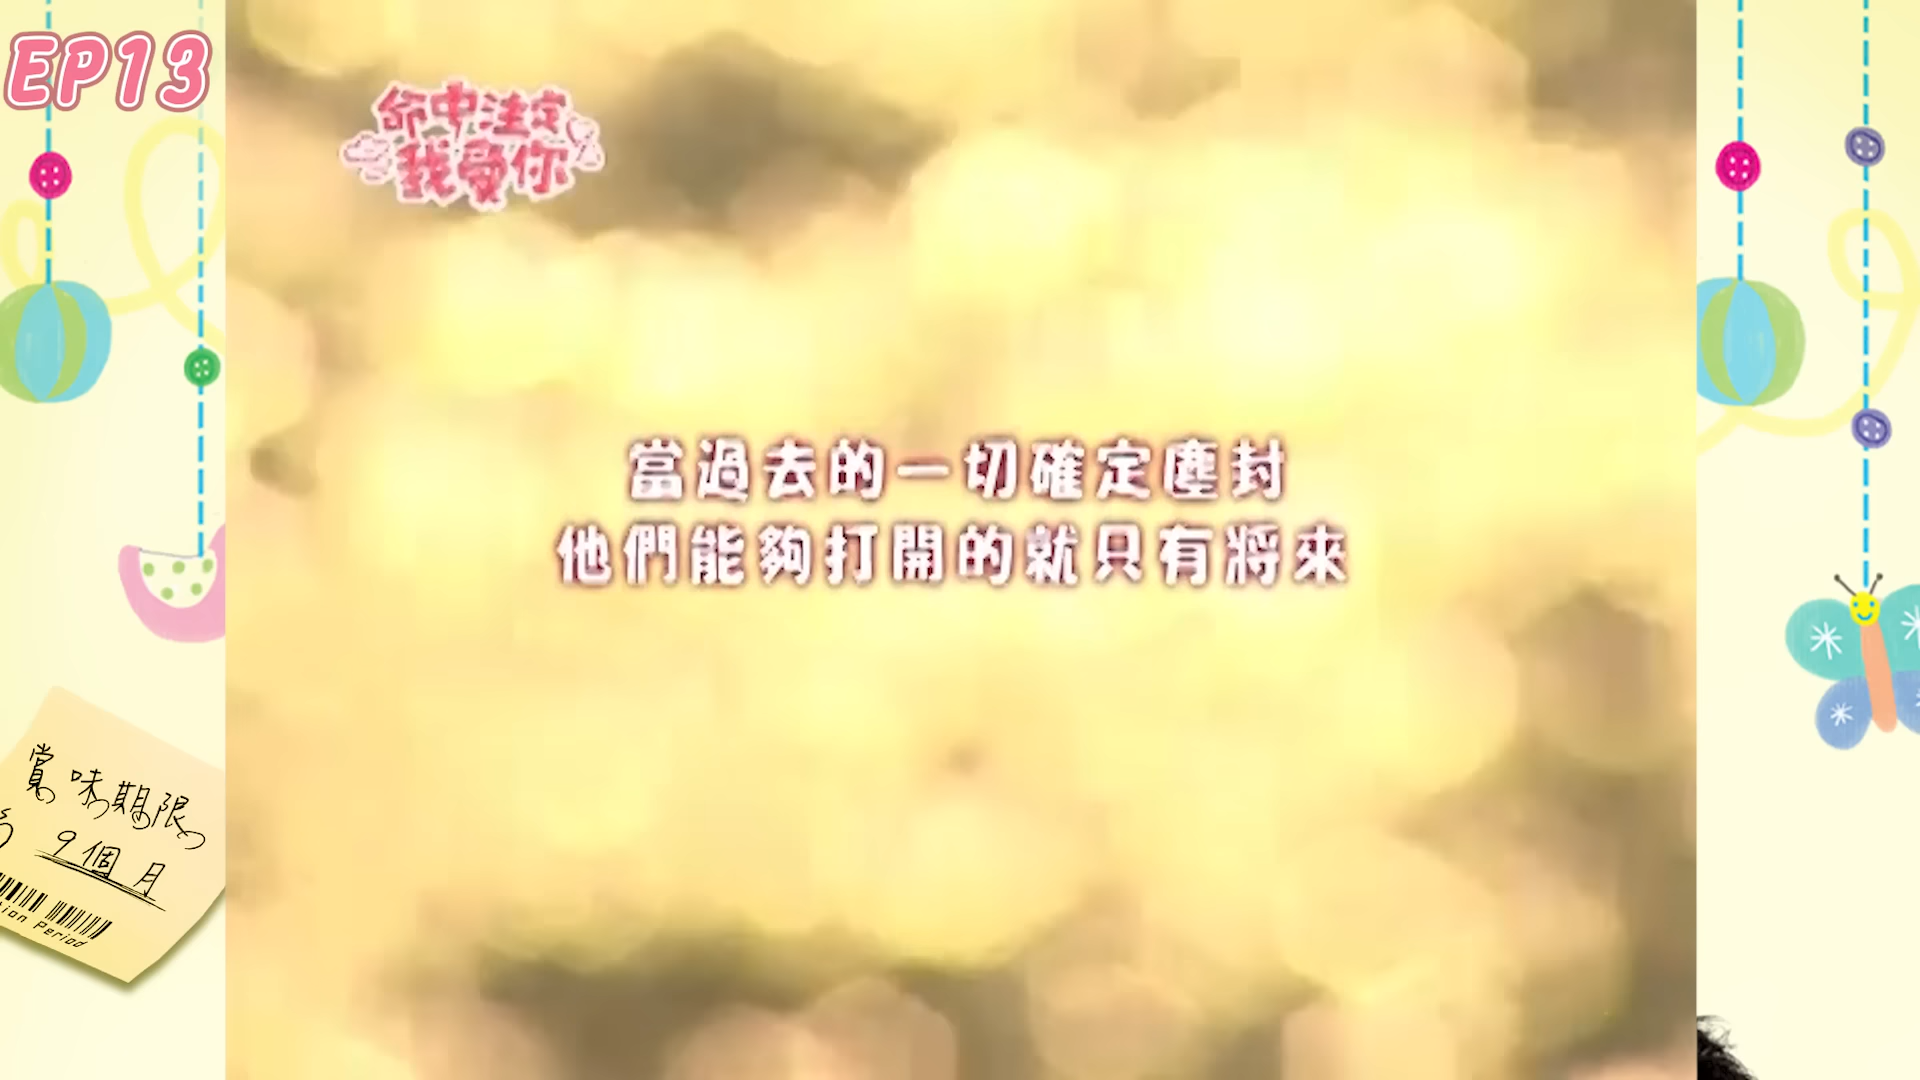 EP13
命中注定
我愛你
當過去的一切確定塵封
他們能夠打開的就只有將來
賞味期限
9個月
Period